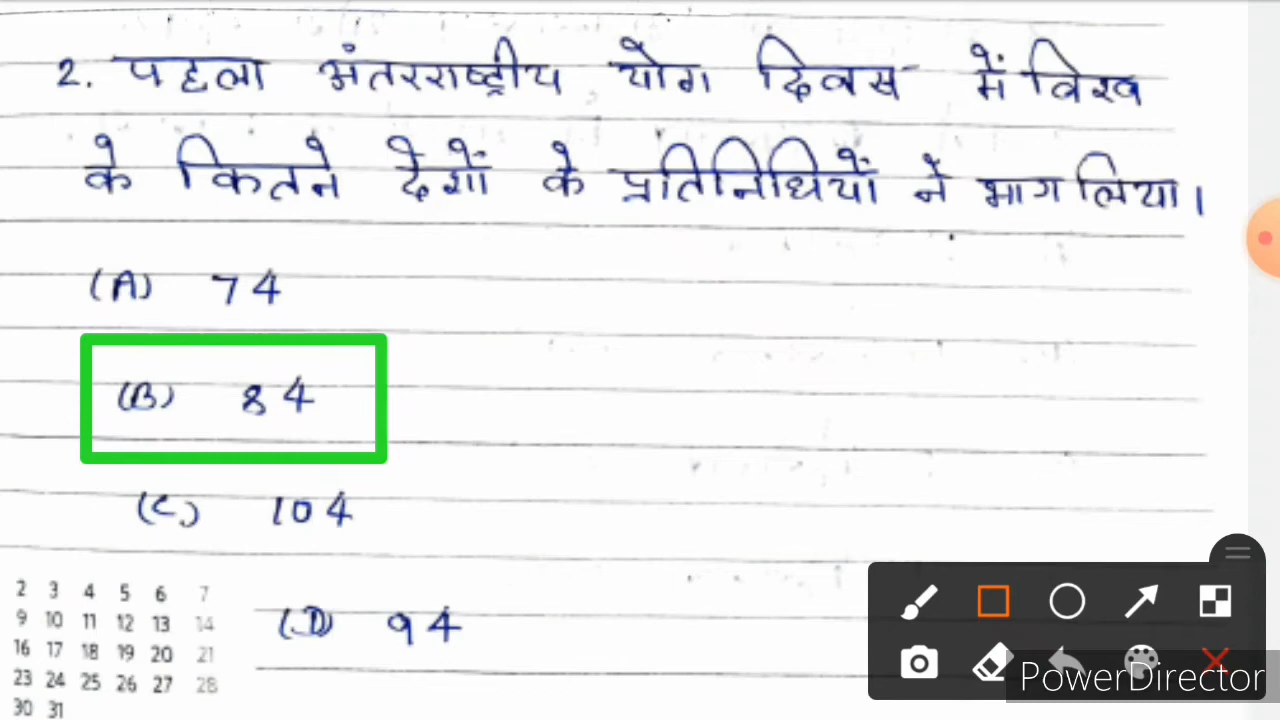 2. पहला अंतरराष्ट्रीय योग दिवस में विश्व
के कितने देशों के प्रतिनिधियों ने भाग लिया।
(A) 74
(B) 84
(C) 104
(D) 94
2 3 4 5 6 7
9 10 11 12 13 14
16 17 18 19 20 21
23 24 25 26 27 28
30 31
PowerDirector